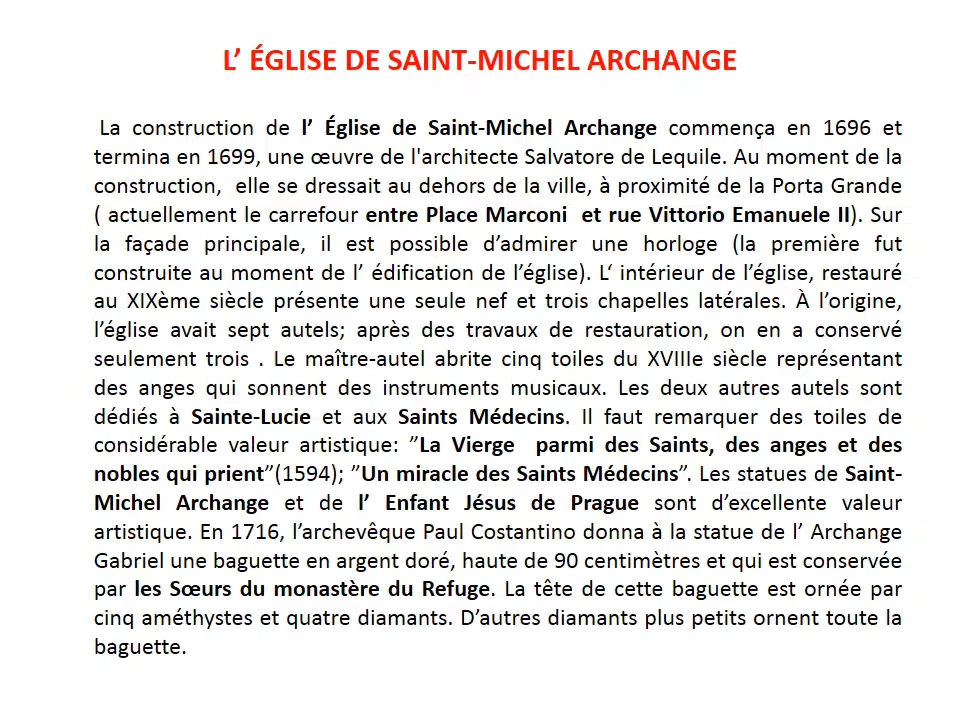 L’ ÉGLISE DE SAINT-MICHEL ARCHANGE
La construction de l’ Église de Saint-Michel Archange commença en 1696 et
termina en 1699, une œuvre de l'architecte Salvatore de Lequile. Au moment de la
construction,  elle se dressait au dehors de la ville, à proximité de la Porta Grande
( actuellement le carrefour entre Place Marconi  et rue Vittorio Emanuele II). Sur
la façade principale, il est possible d’admirer une horloge (la première fut
construite au moment de l’ édification de l’église). L‘ intérieur de l’église, restauré
au XIXème siècle présente une seule nef et trois chapelles latérales. À l’origine,
l’église avait sept autels; après des travaux de restauration, on en a conservé
seulement trois . Le maître-autel abrite cinq toiles du XVIIIe siècle représentant
des anges qui sonnent des instruments musicaux. Les deux autres autels sont
dédiés à Sainte-Lucie et aux Saints Médecins. Il faut remarquer des toiles de
considérable valeur artistique: ”La Vierge  parmi des Saints, des anges et des
nobles qui prient”(1594); ”Un miracle des Saints Médecins”. Les statues de Saint-
Michel Archange et de l’ Enfant Jésus de Prague sont d’excellente valeur
artistique. En 1716, l’archevêque Paul Costantino donna à la statue de l’ Archange
Gabriel une baguette en argent doré, haute de 90 centimètres et qui est conservée
par les Sœurs du monastère du Refuge. La tête de cette baguette est ornée par
cinq améthystes et quatre diamants. D’autres diamants plus petits ornent toute la
baguette.